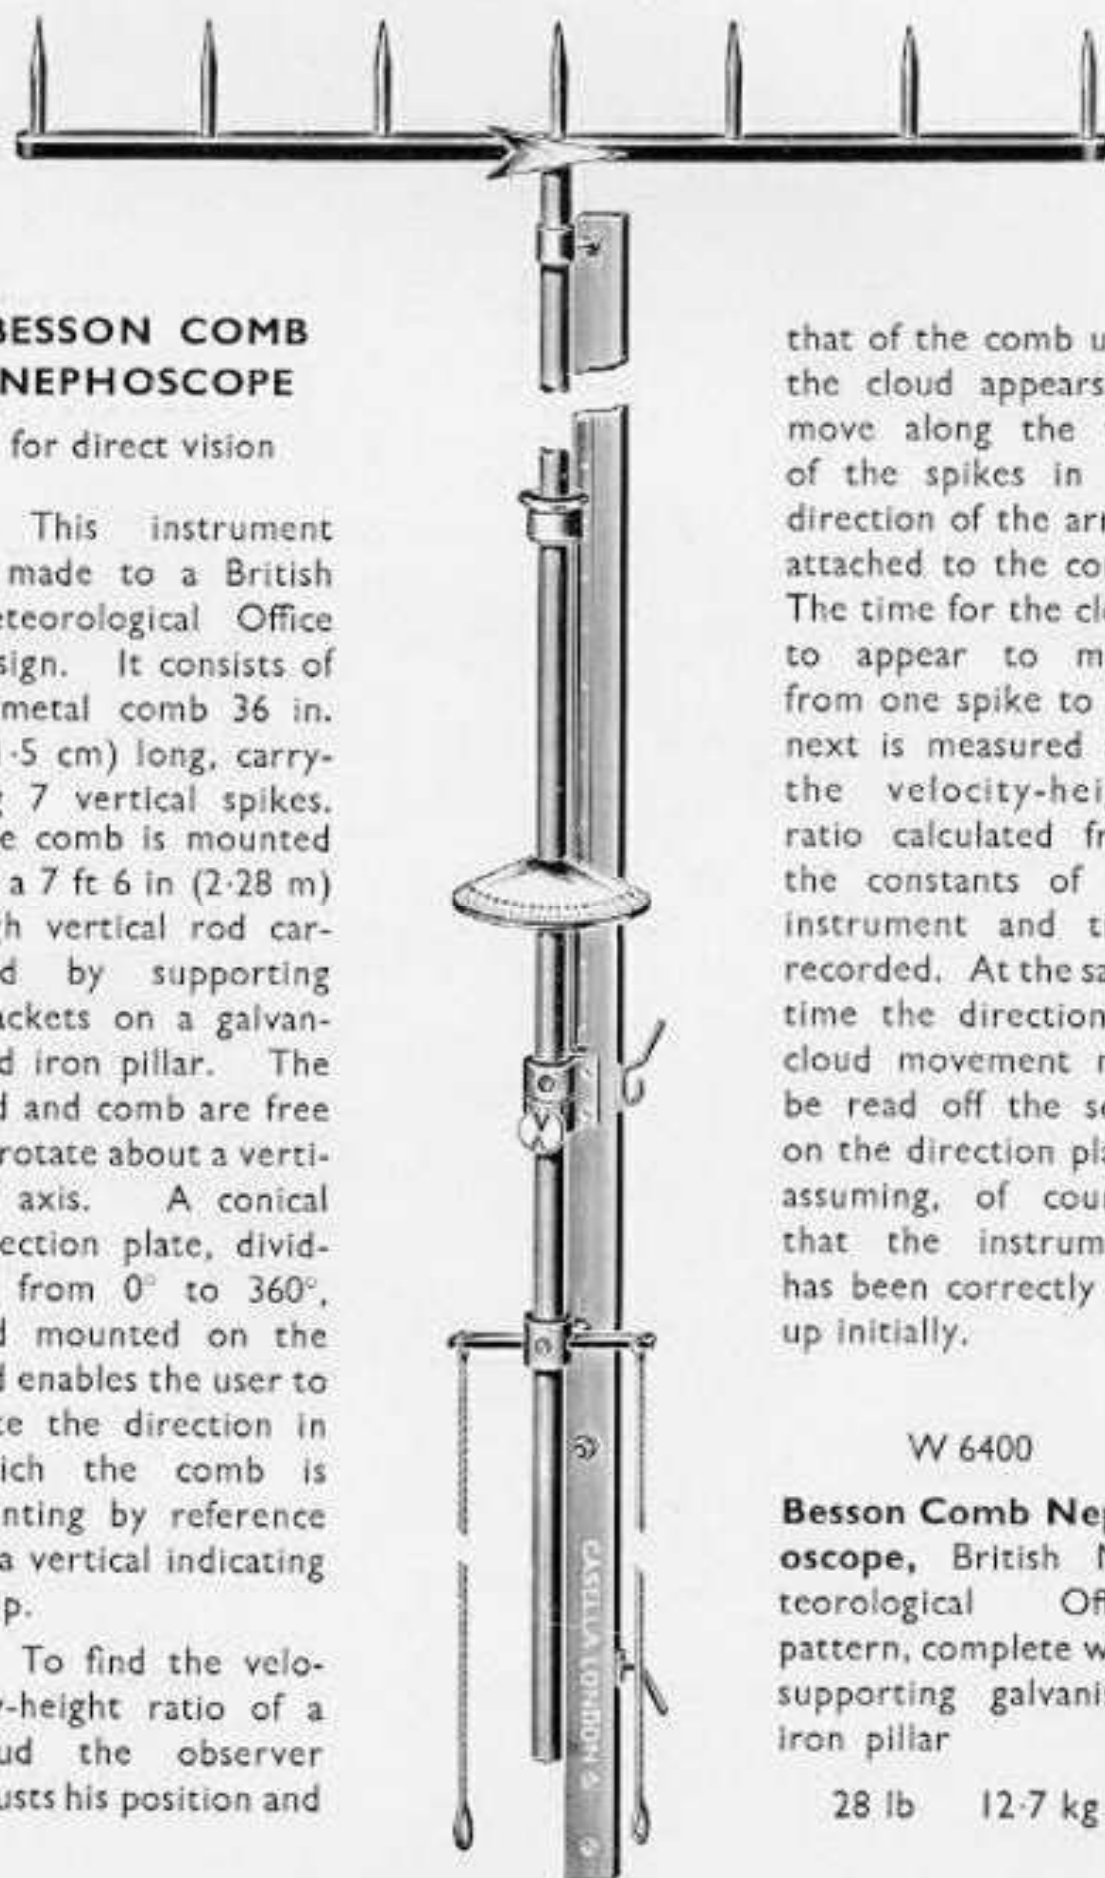 BESSON COMB
NEPHOSCOPE
for direct vision
This instrument
made to a British
eteorological Office
sign. It consists of
metal comb 36 in.
1·5 cm) long, carry-
g 7 vertical spikes.
e comb is mounted
a 7 ft 6 in (2·28 m)
gh vertical rod car-
d by supporting
ackets on a galvan-
d iron pillar. The
d and comb are free
rotate about a verti-
axis. A conical
ection plate, divid-
from 0° to 360°,
d mounted on the
d enables the user to
te the direction in
ich the comb is
nting by reference
a vertical indicating
p.
To find the velo-
y-height ratio of a
ud the observer
usts his position and
that of the comb u
the cloud appears
move along the
of the spikes in
direction of the arr
attached to the co
The time for the cl
to appear to m
from one spike to
next is measured
the velocity-hei
ratio calculated fr
the constants of
instrument and ti
recorded. At the sa
time the direction
cloud movement m
be read off the s
on the direction pla
assuming, of cour
that the instrum
has been correctly
up initially.
W 6400
Besson Comb Nep
oscope, British M
teorological Of
pattern, complete w
supporting galvani
iron pillar
28 lb 12·7 kg
CASELLA LONDON